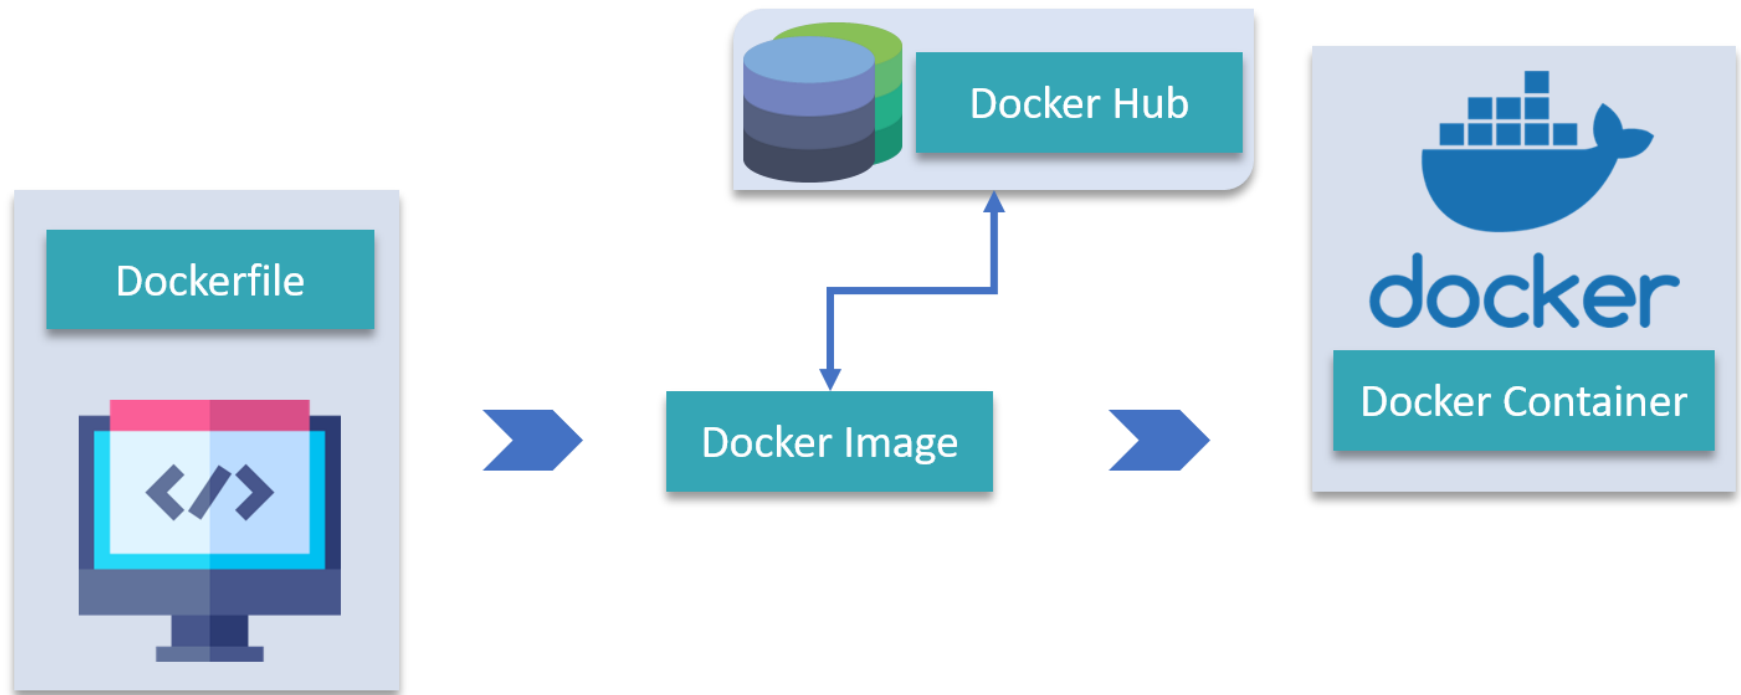 Docker Hub
Dockerfile
</>
docker
Docker Container
Docker Image